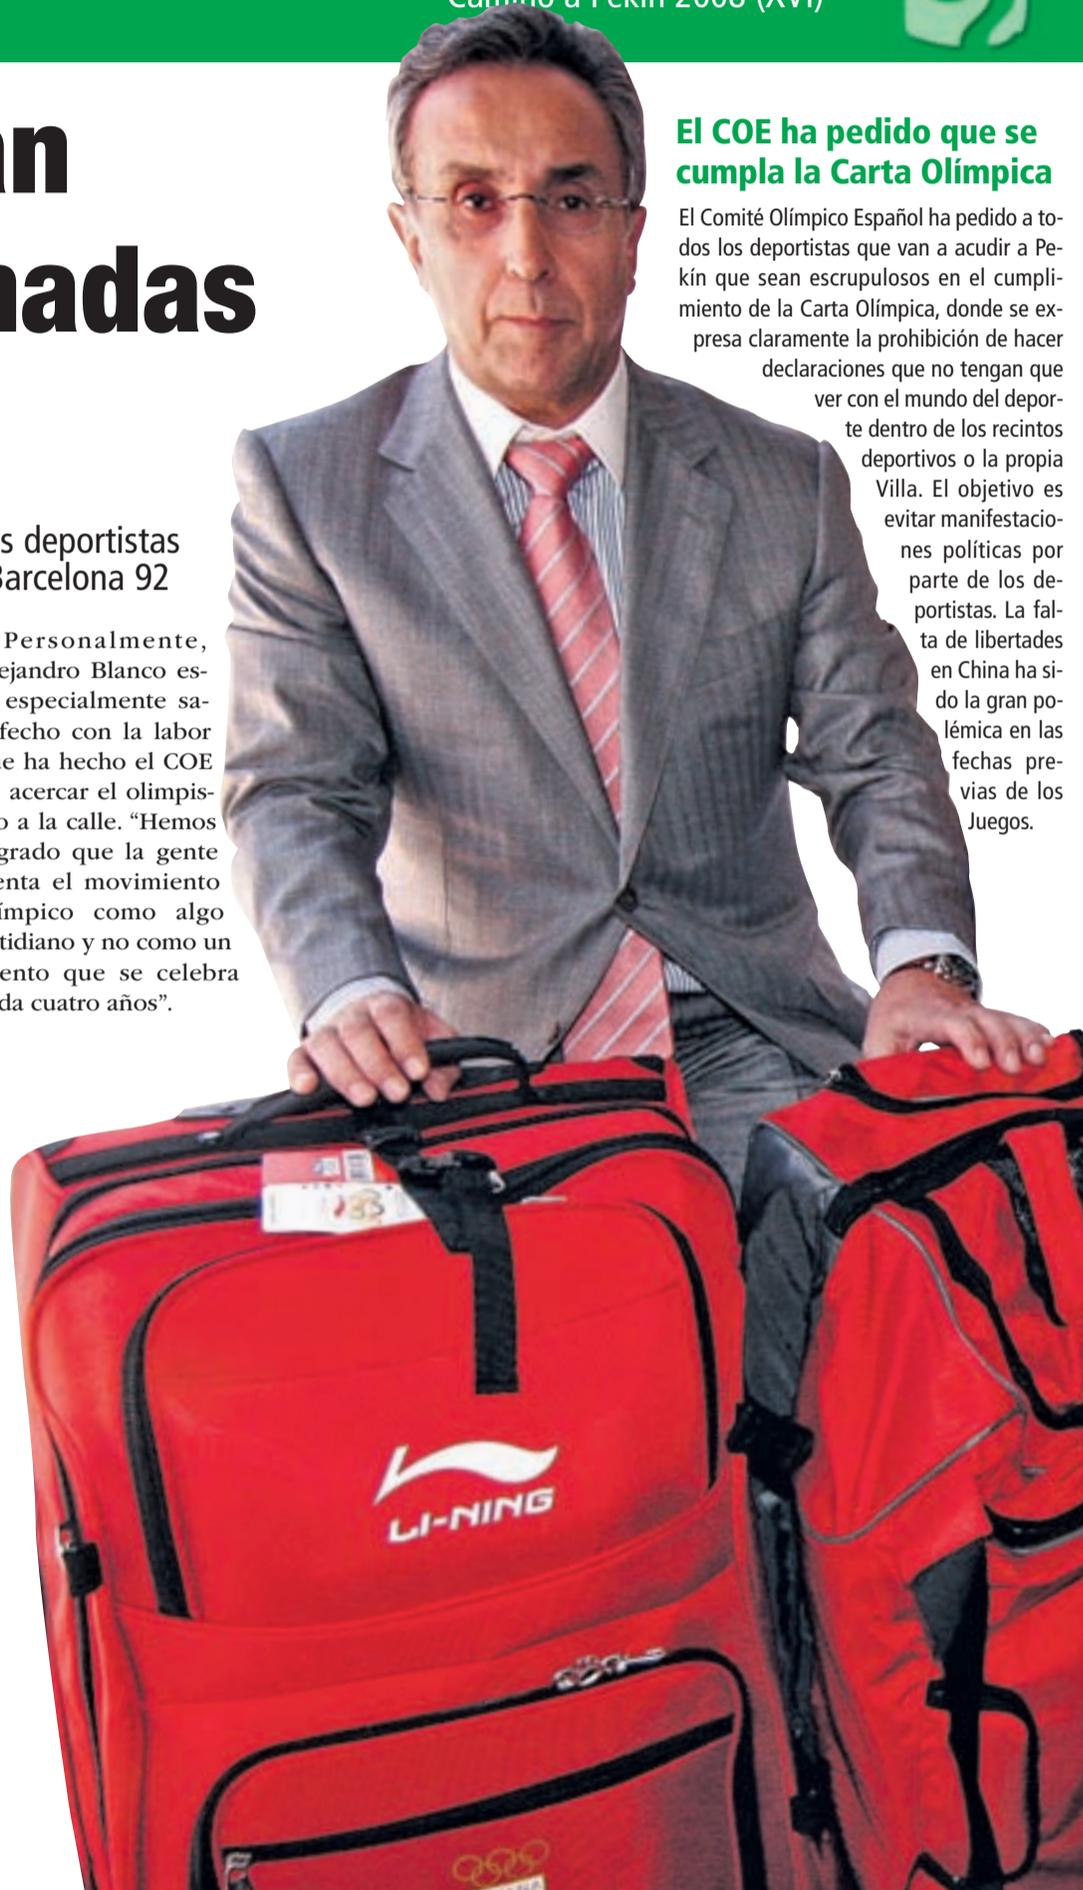 Camino a Pekín 2008 (XVI)
an
nadas
s deportistas
Barcelona 92
Personalmente,
ejandro Blanco es-
especialmente sa-
fecho con la labor
e ha hecho el COE
acercar el olimpis-
o a la calle. “Hemos
grado que la gente
enta el movimiento
ímpico como algo
tidiano y no como un
ento que se celebra
da cuatro años”.
El COE ha pedido que se
cumpla la Carta Olímpica
El Comité Olímpico Español ha pedido a to-
dos los deportistas que van a acudir a Pe-
kín que sean escrupulosos en el cumpli-
miento de la Carta Olímpica, donde se ex-
presa claramente la prohibición de hacer
declaraciones que no tengan que
ver con el mundo del depor-
te dentro de los recintos
deportivos o la propia
Villa. El objetivo es
evitar manifestacio-
nes políticas por
parte de los de-
portistas. La fal-
ta de libertades
en China ha si-
do la gran po-
lémica en las
fechas pre-
vias de los
Juegos.
LI-NING